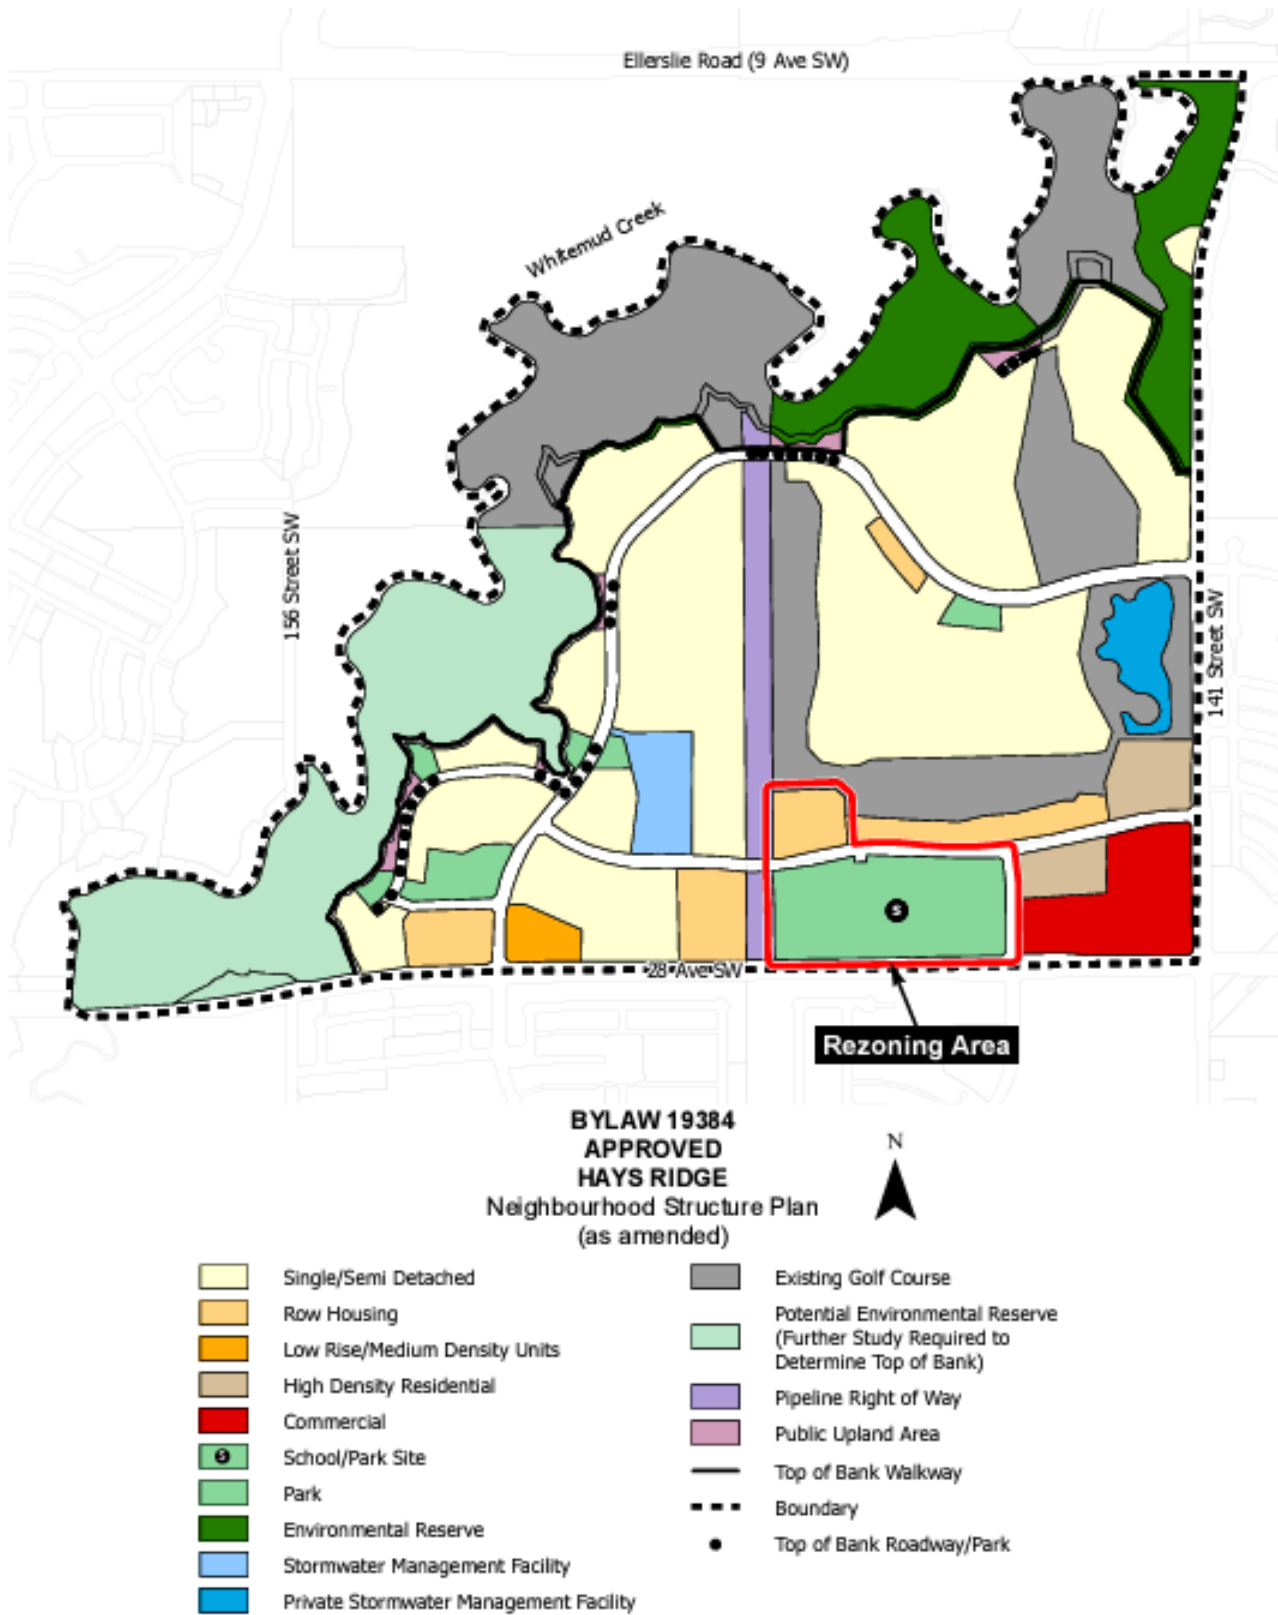 Ellerslie Road (9 Ave SW)
Whitemud Creek
156 Street SW
141 Street SW
S
28 Ave SW
Rezoning Area
BYLAW 19384
APPROVED
HAYS RIDGE
Neighbourhood Structure Plan
(as amended)
N
Single/Semi Detached
Row Housing
Low Rise/Medium Density Units
High Density Residential
Commercial
S
School/Park Site
Park
Environmental Reserve
Stormwater Management Facility
Private Stormwater Management Facility
Existing Golf Course
Potential Environmental Reserve
(Further Study Required to
Determine Top of Bank)
Pipeline Right of Way
Public Upland Area
Top of Bank Walkway
Boundary
Top of Bank Roadway/Park